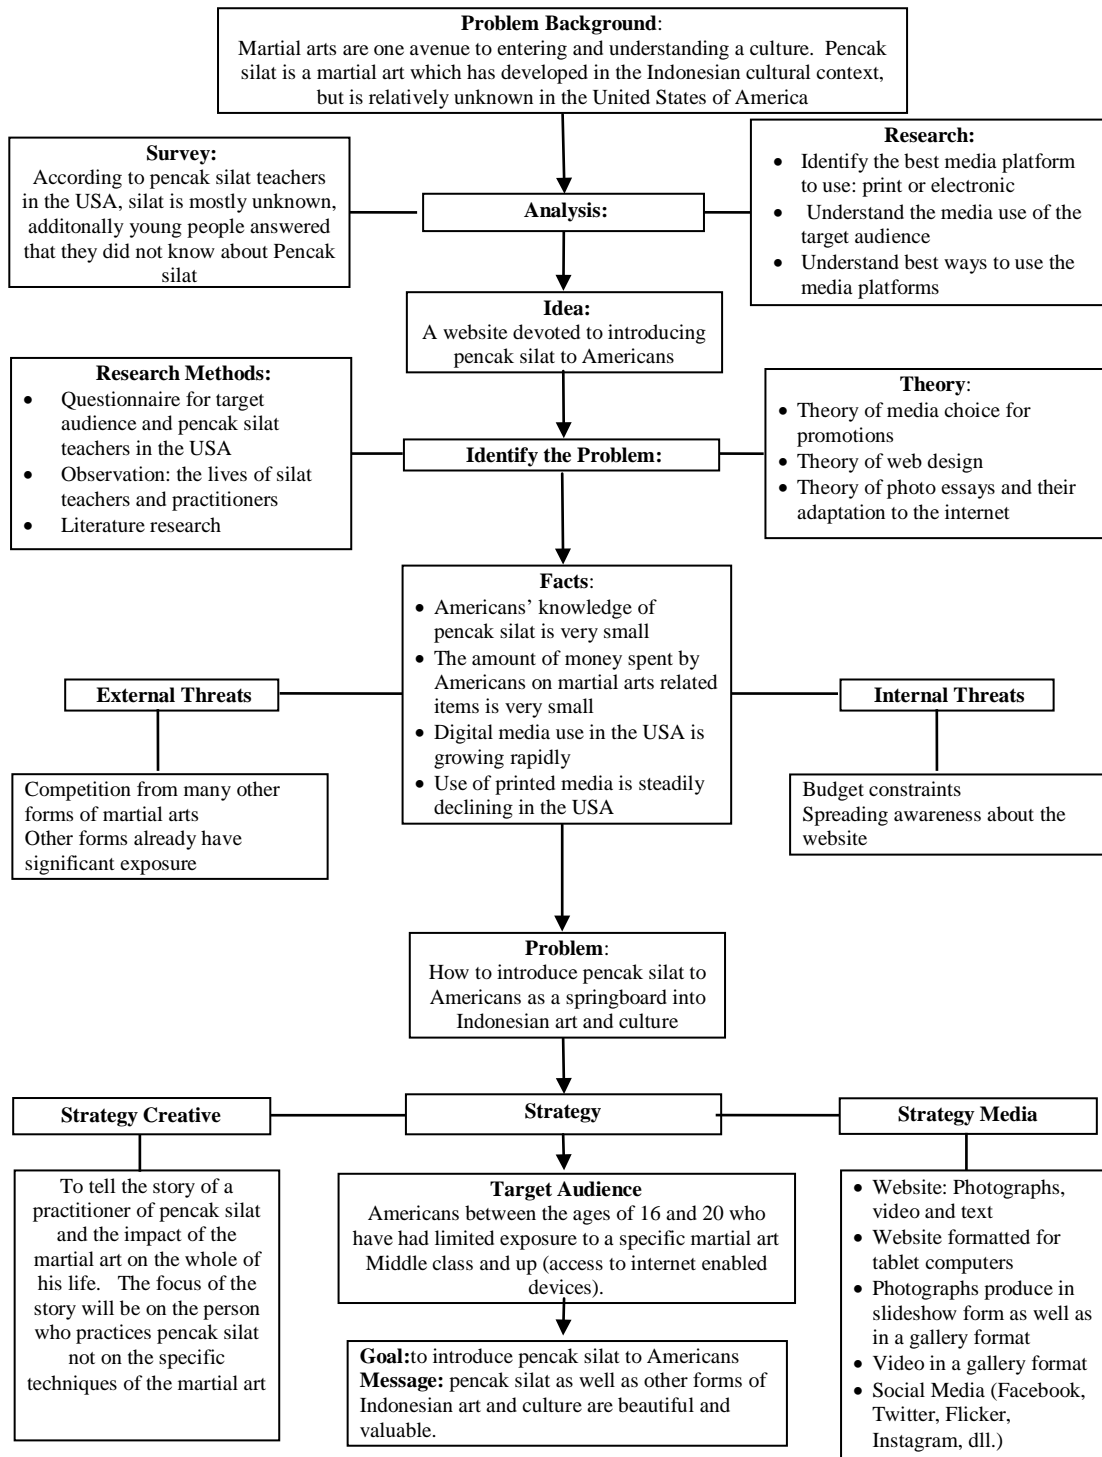 Problem Background:
Martial arts are one avenue to entering and understanding a culture. Pencak
silat is a martial art which has developed in the Indonesian cultural context,
but is relatively unknown in the United States of America
Survey:
According to pencak silat teachers
in the USA, silat is mostly unknown,
additonally young people answered
that they did not know about Pencak
silat
Analysis:
Research:
• Identify the best media platform
to use: print or electronic
• Understand the media use of the
target audience
• Understand best ways to use the
media platforms
Idea:
A website devoted to introducing
pencak silat to Americans
Research Methods:
• Questionnaire for target
audience and pencak silat
teachers in the USA
• Observation: the lives of silat
teachers and practitioners
• Literature research
Identify the Problem:
Theory:
• Theory of media choice for
promotions
• Theory of web design
• Theory of photo essays and their
adaptation to the internet
Facts:
• Americans’ knowledge of
pencak silat is very small
• The amount of money spent by
Americans on martial arts related
items is very small
• Digital media use in the USA is
growing rapidly
• Use of printed media is steadily
declining in the USA
External Threats
Competition from many other
forms of martial arts
Other forms already have
significant exposure
Internal Threats
Budget constraints
Spreading awareness about the
website
Problem:
How to introduce pencak silat to
Americans as a springboard into
Indonesian art and culture
Strategy Creative
Strategy
Strategy Media
To tell the story of a
practitioner of pencak silat
and the impact of the
martial art on the whole of
his life. The focus of the
story will be on the person
who practices pencak silat
not on the specific
techniques of the martial art
Target Audience
Americans between the ages of 16 and 20 who
have had limited exposure to a specific martial art
Middle class and up (access to internet enabled
devices).
Goal:to introduce pencak silat to Americans
Message: pencak silat as well as other forms of
Indonesian art and culture are beautiful and
valuable.
• Website: Photographs,
video and text
• Website formatted for
tablet computers
• Photographs produce in
slideshow form as well as
in a gallery format
• Video in a gallery format
• Social Media (Facebook,
Twitter, Flicker,
Instagram, dll.)